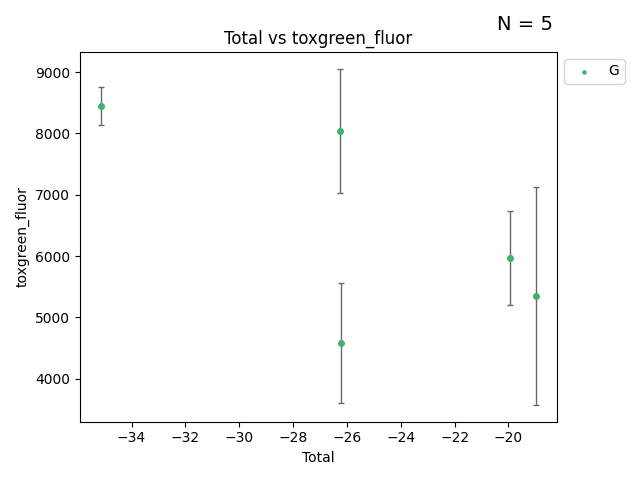 N = 5
Total vs toxgreen_fluor
G
9000
8000
7000
6000
5000
4000
toxgreen_fluor
−34 −32 −30 −28 −26 −24 −22 −20
Total